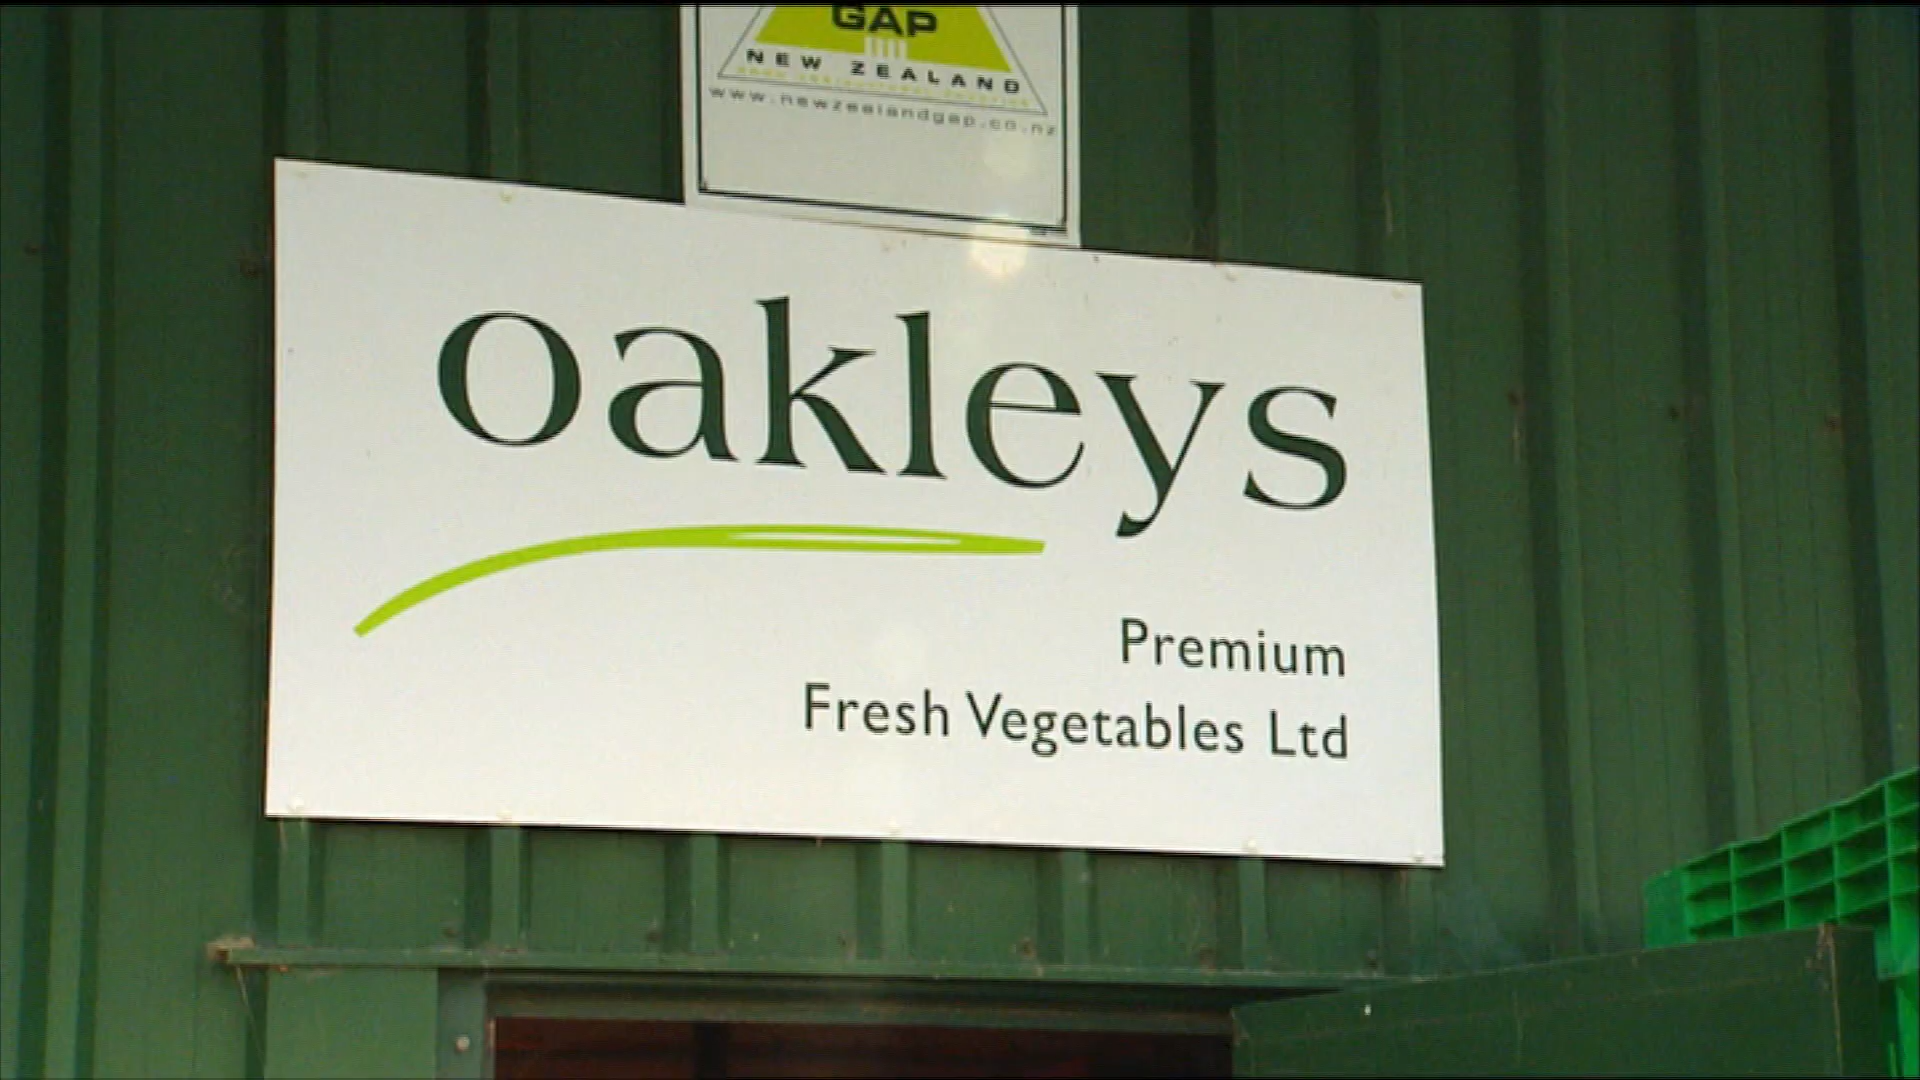 GAP
NEW ZEALAND
www.newzealandgap.co.nz
oakleys
Premium
Fresh Vegetables Ltd